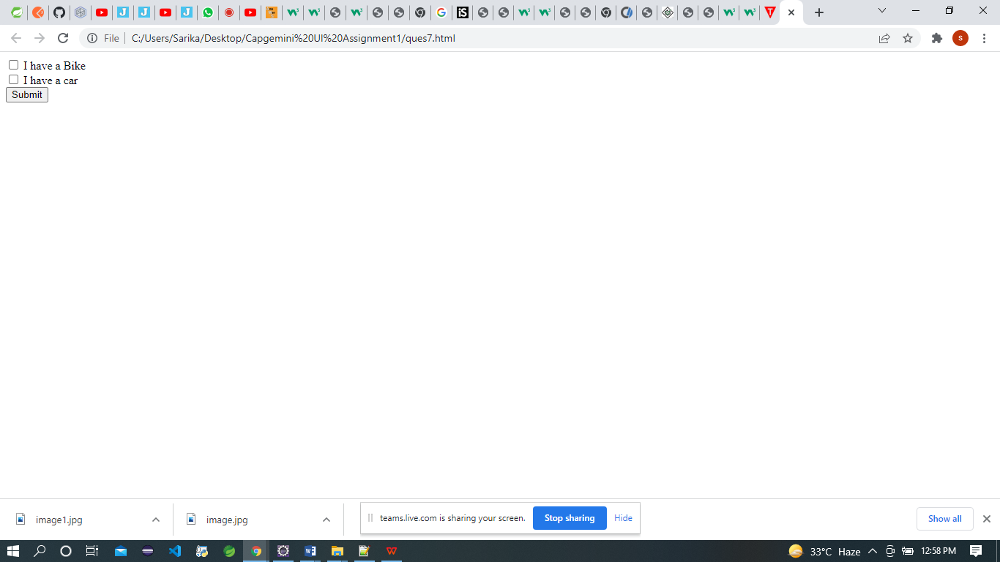 File C:/Users/Sarika/Desktop/Capgemini%20UI%20Assignment1/ques7.html
S
I have a Bike
I have a car
Submit
image1.jpg
image.jpg
teams.live.com is sharing your screen.
Stop sharing
Hide
Show all
33°C Haze
12:58 PM